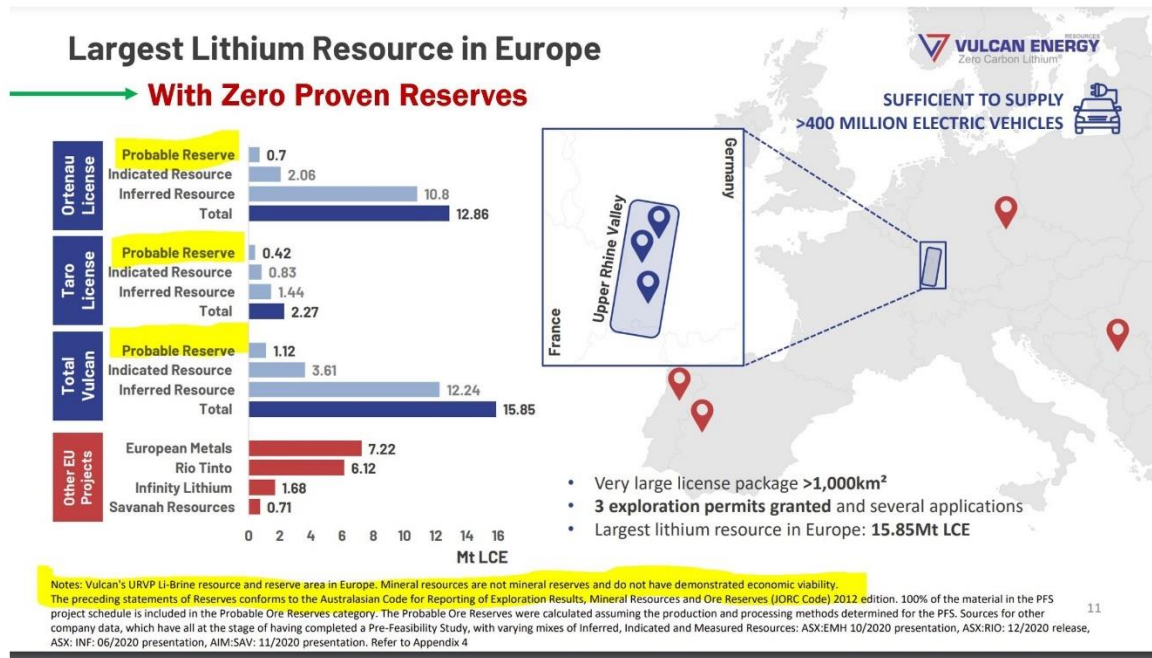 Largest Lithium Resource in Europe
With Zero Proven Reserves
VULCAN ENERGY
RESOURCES
Zero Carbon Lithium®
SUFFICIENT TO SUPPLY
>400 MILLION ELECTRIC VEHICLES
Ortenau License
Probable Reserve 0.7
Indicated Resource 2.06
Inferred Resource 10.8
Total 12.86
Taro License
Probable Reserve 0.42
Indicated Resource 0.83
Inferred Resource 1.44
Total 2.27
Total Vulcan
Probable Reserve 1.12
Indicated Resource 3.61
Inferred Resource 12.24
Total 15.85
Other EU Projects
European Metals 7.22
Rio Tinto 6.12
Infinity Lithium 1.68
Savanah Resources 0.71
0 2 4 6 8 10 12 14 16
Mt LCE
Germany
Upper Rhine Valley
France
• Very large license package >1,000km²
• 3 exploration permits granted and several applications
• Largest lithium resource in Europe: 15.85Mt LCE
Notes: Vulcan's URVP Li-Brine resource and reserve area in Europe. Mineral resources are not mineral reserves and do not have demonstrated economic viability.
The preceding statements of Reserves conforms to the Australasian Code for Reporting of Exploration Results, Mineral Resources and Ore Reserves (JORC Code) 2012 edition. 100% of the material in the PFS
project schedule is included in the Probable Ore Reserves category. The Probable Ore Reserves were calculated assuming the production and processing methods determined for the PFS. Sources for other
company data, which have all at the stage of having completed a Pre-Feasibility Study, with varying mixes of Inferred, Indicated and Measured Resources: ASX:EMH 10/2020 presentation, ASX:RIO: 12/2020 release,
ASX: INF: 06/2020 presentation, AIM:SAV: 11/2020 presentation. Refer to Appendix 4
11